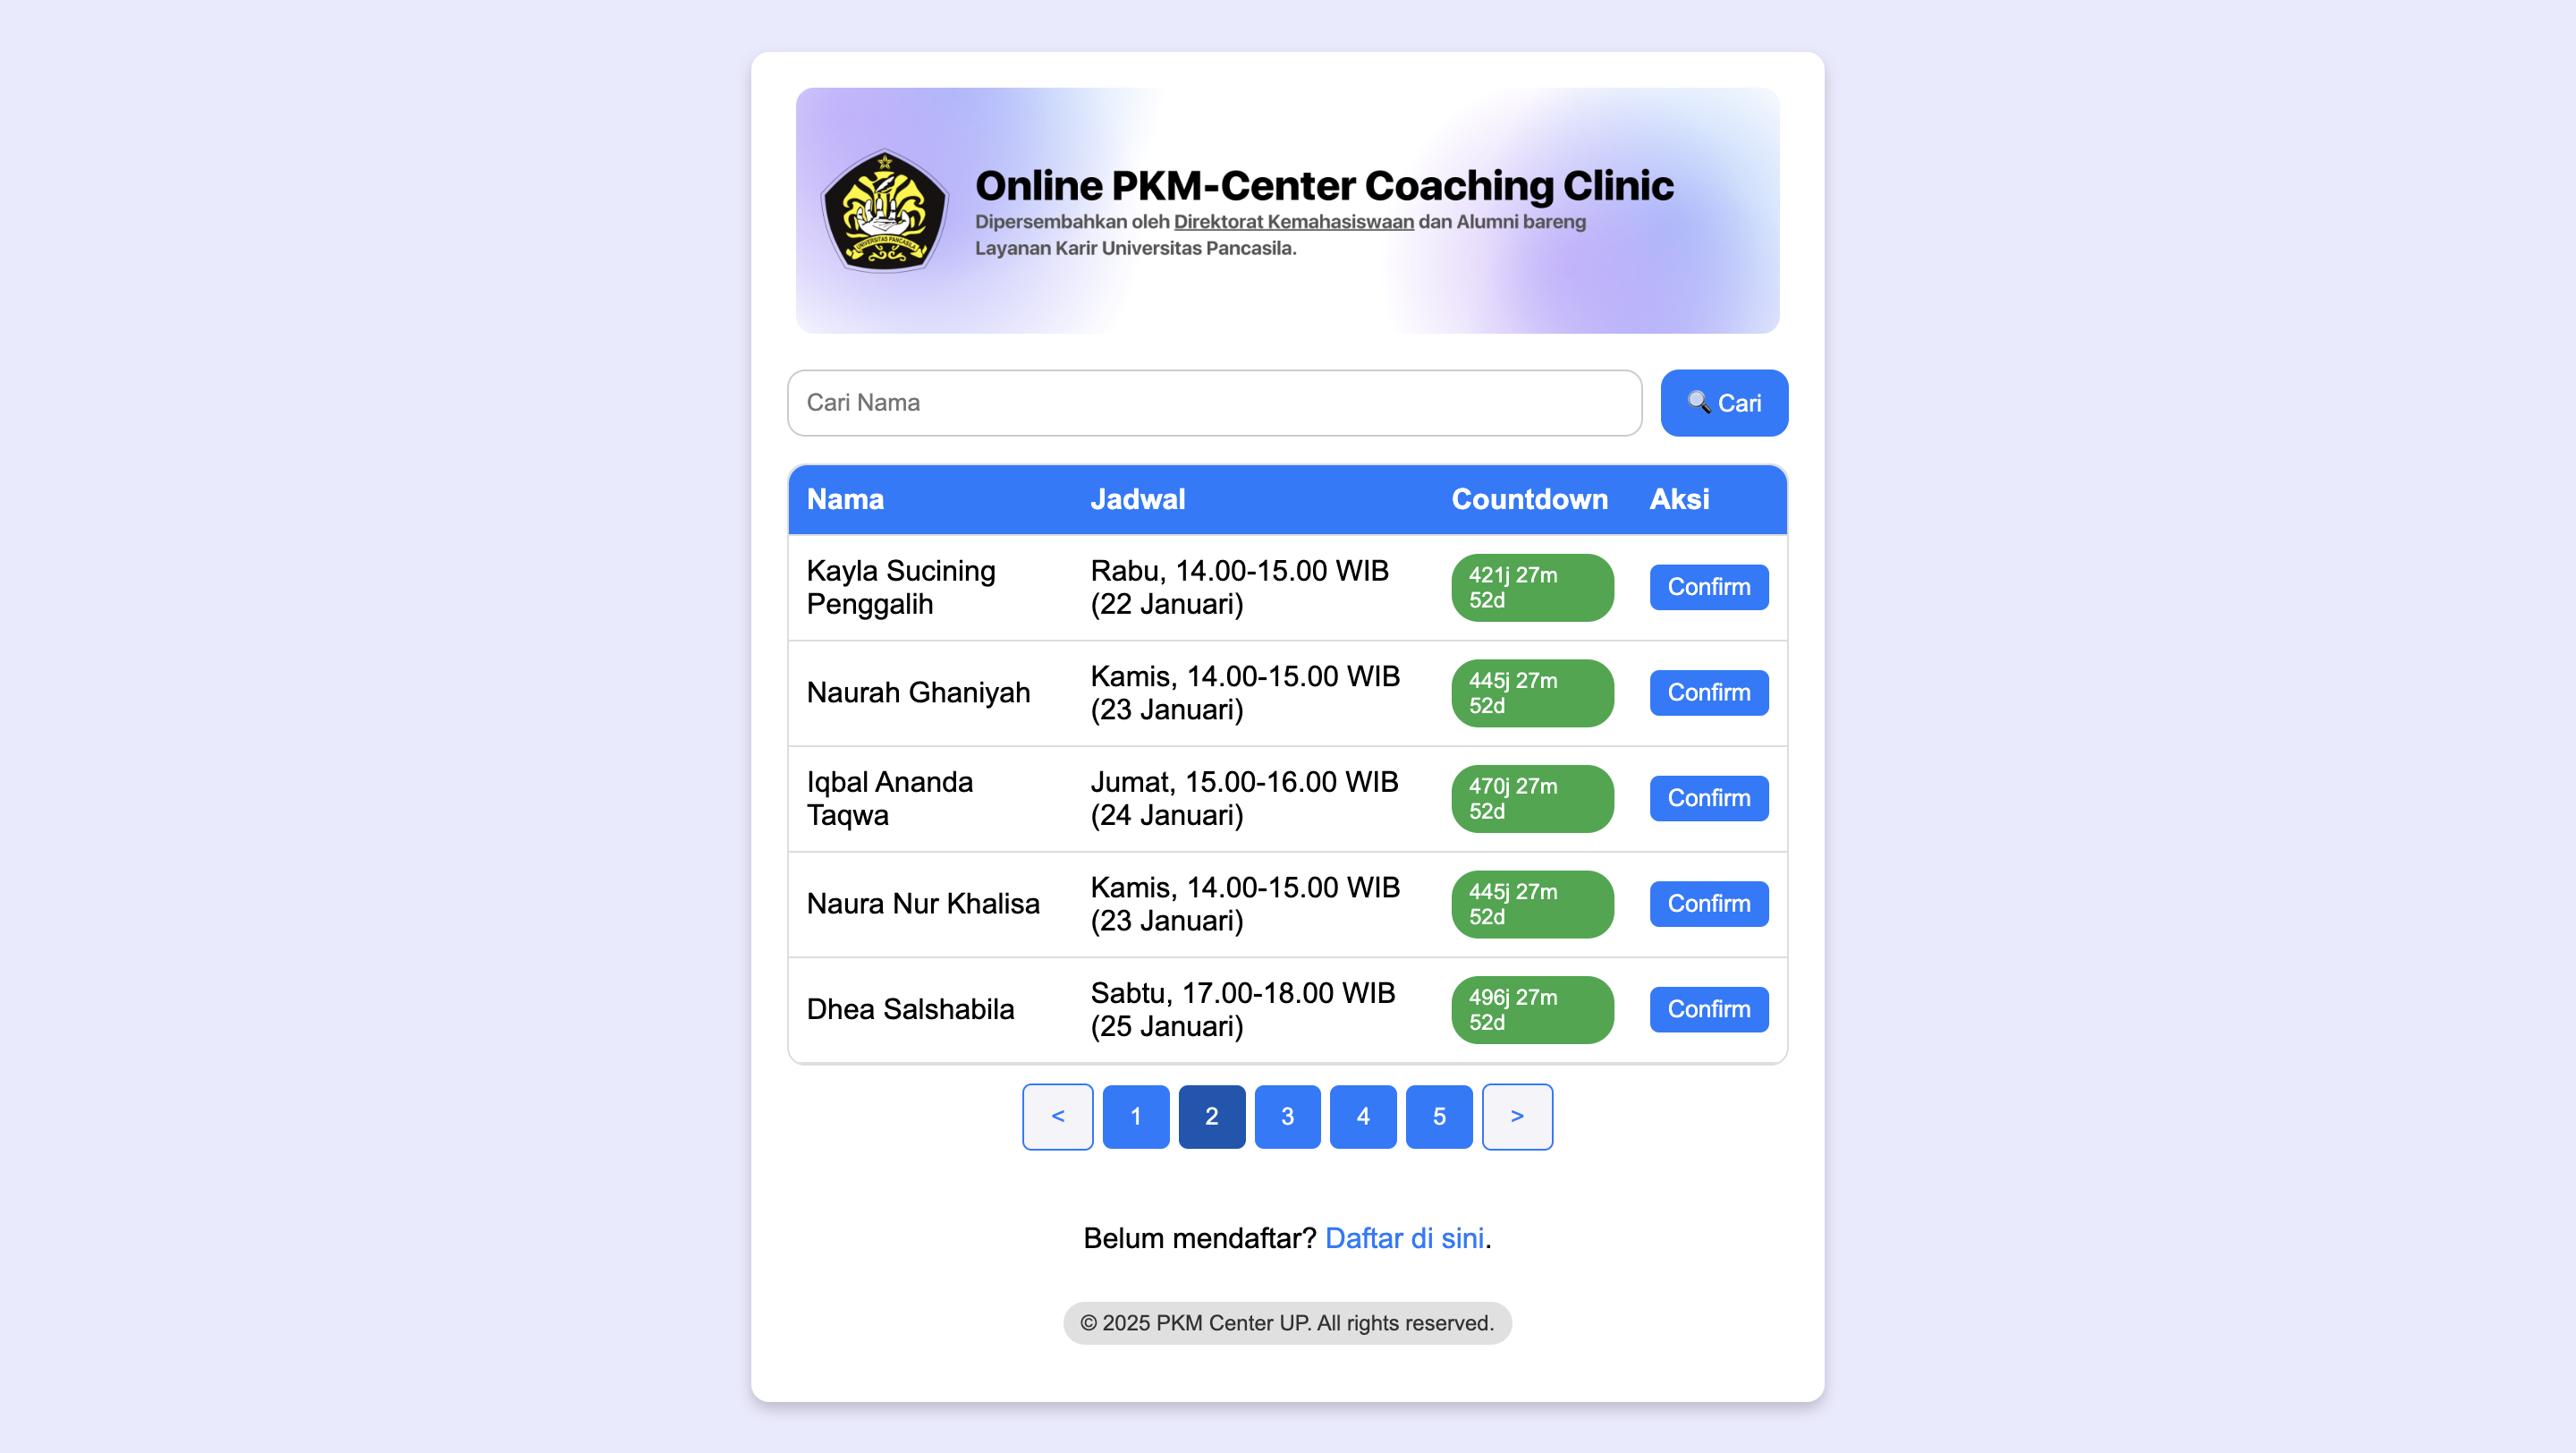 UNIVERSITAS PANCASILA
Online PKM-Center Coaching Clinic
Dipersembahkan oleh Direktorat Kemahasiswaan dan Alumni bareng
Layanan Karir Universitas Pancasila.
Cari Nama
🔍 Cari
Nama Jadwal Countdown Aksi
Kayla Sucining
Penggalih
Rabu, 14.00-15.00 WIB
(22 Januari)
421j 27m
52d
Confirm
Naurah Ghaniyah
Kamis, 14.00-15.00 WIB
(23 Januari)
445j 27m
52d
Confirm
Iqbal Ananda
Taqwa
Jumat, 15.00-16.00 WIB
(24 Januari)
470j 27m
52d
Confirm
Naura Nur Khalisa
Kamis, 14.00-15.00 WIB
(23 Januari)
445j 27m
52d
Confirm
Dhea Salshabila
Sabtu, 17.00-18.00 WIB
(25 Januari)
496j 27m
52d
Confirm
< 1 2 3 4 5 >
Belum mendaftar? Daftar di sini.
© 2025 PKM Center UP. All rights reserved.